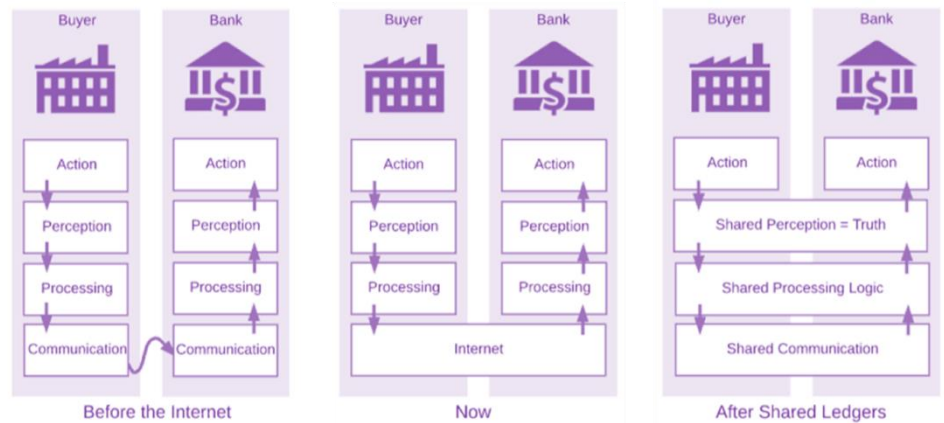 Buyer
Bank
Action
Action
Perception
Perception
Processing
Processing
Communication
Communication
Before the Internet
Buyer
Bank
Action
Action
Perception
Perception
Processing
Processing
Internet
Now
Buyer
Bank
Action
Action
Shared Perception = Truth
Shared Processing Logic
Shared Communication
After Shared Ledgers